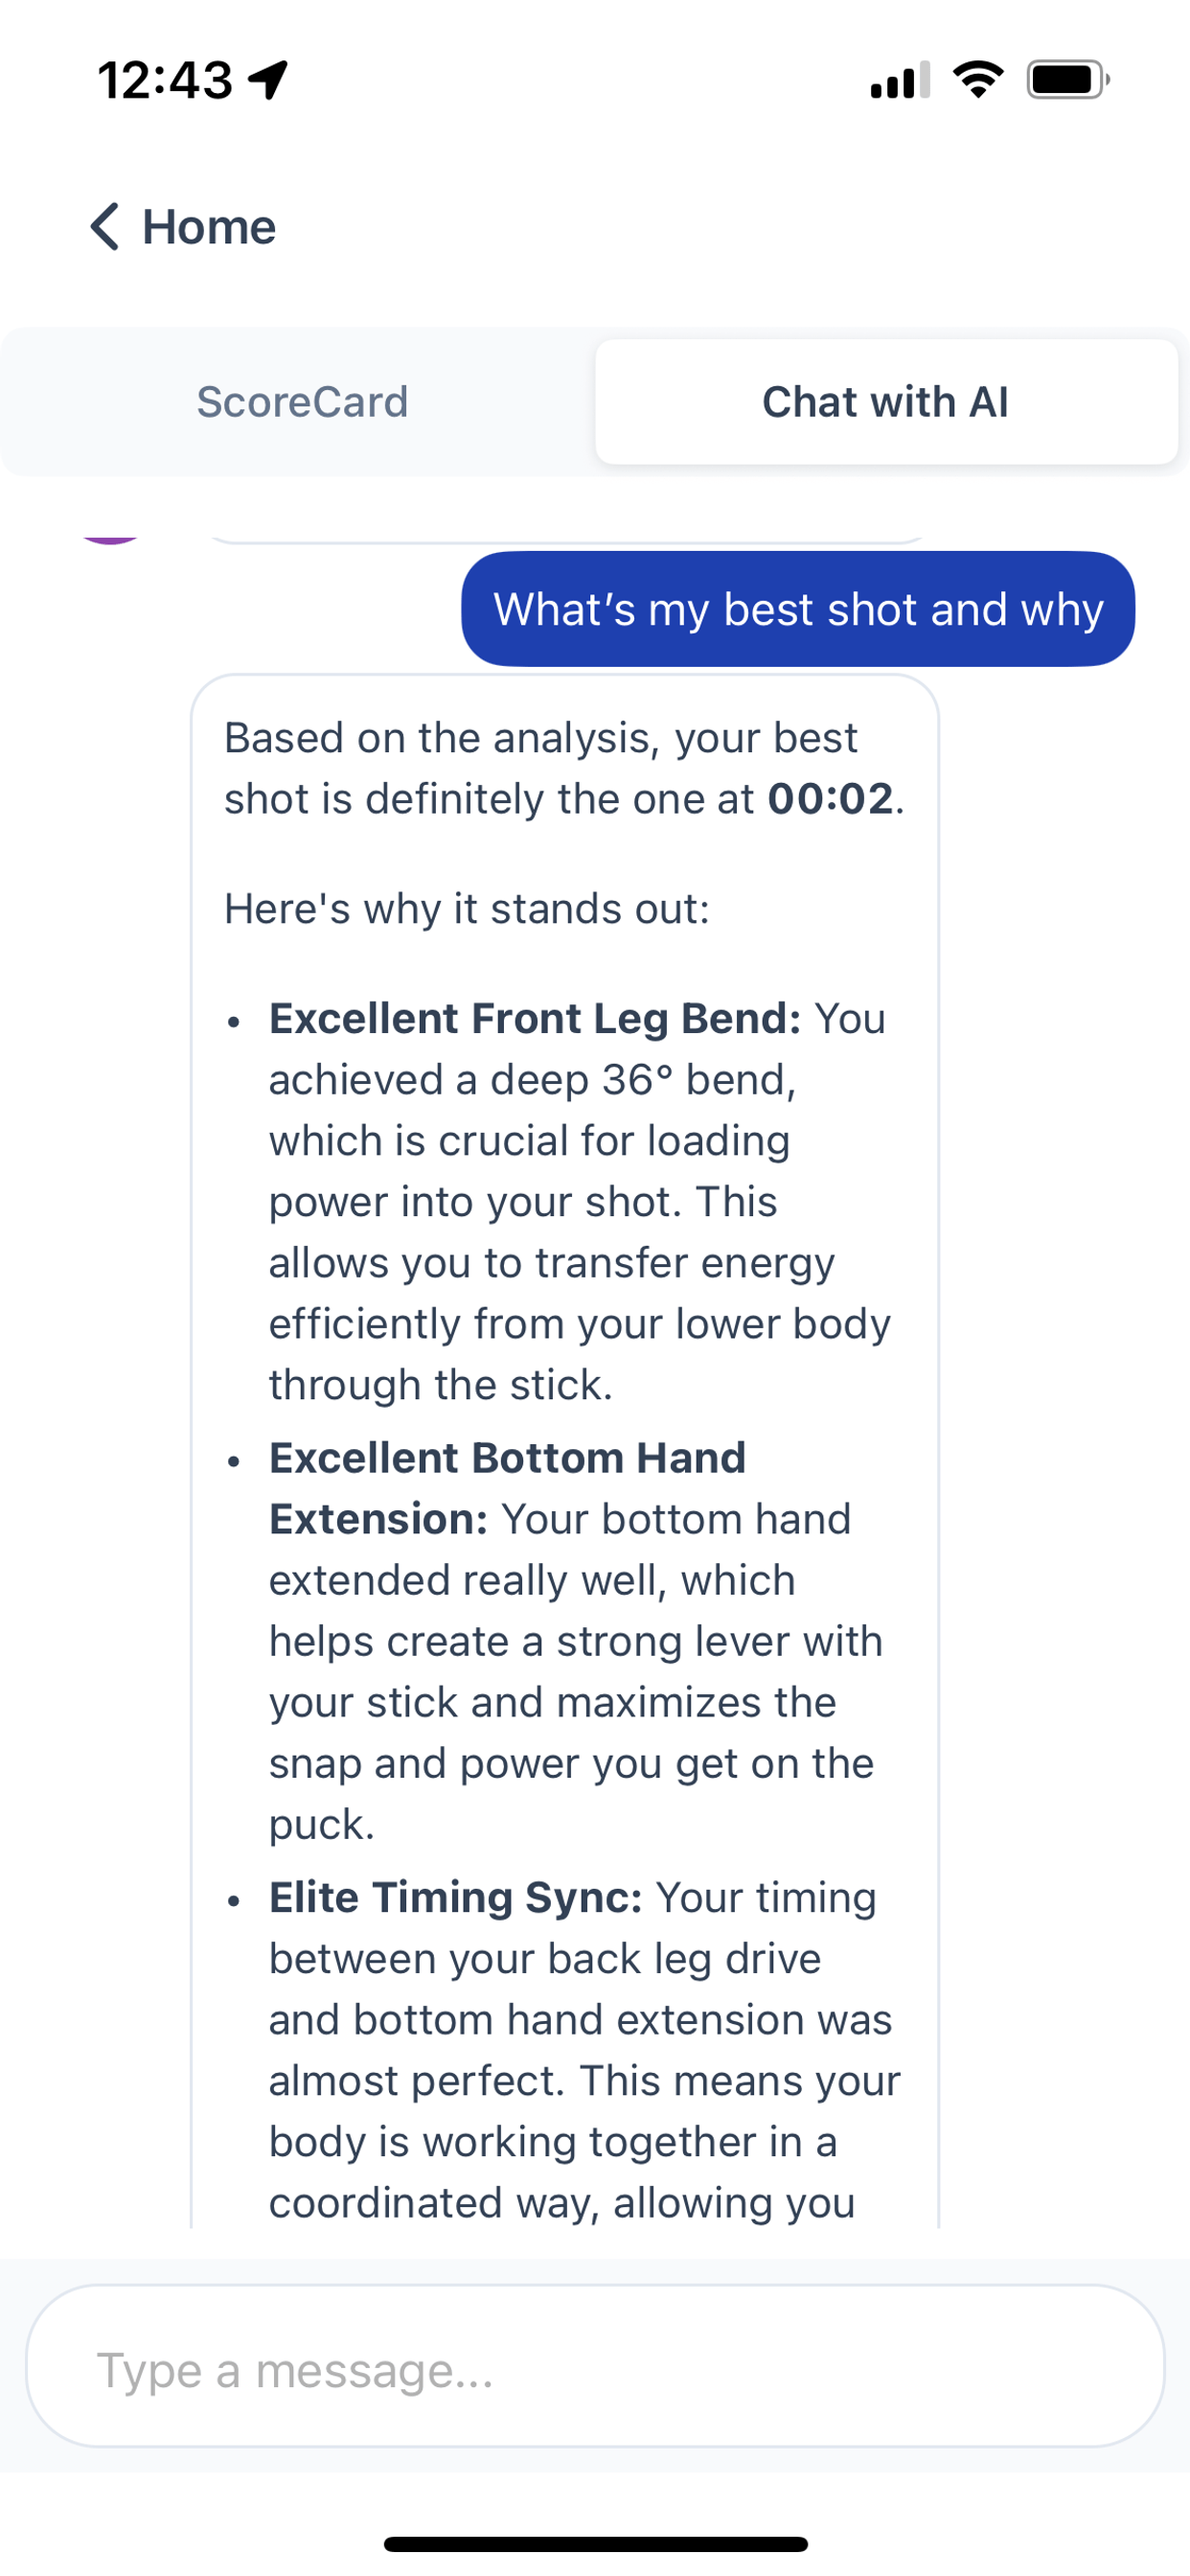 12:43
Home
ScoreCard
Chat with AI
What’s my best shot and why
Based on the analysis, your best
shot is definitely the one at 00:02.
Here's why it stands out:
• Excellent Front Leg Bend: You
achieved a deep 36° bend,
which is crucial for loading
power into your shot. This
allows you to transfer energy
efficiently from your lower body
through the stick.
• Excellent Bottom Hand
Extension: Your bottom hand
extended really well, which
helps create a strong lever with
your stick and maximizes the
snap and power you get on the
puck.
• Elite Timing Sync: Your timing
between your back leg drive
and bottom hand extension was
almost perfect. This means your
body is working together in a
coordinated way, allowing you
Type a message...